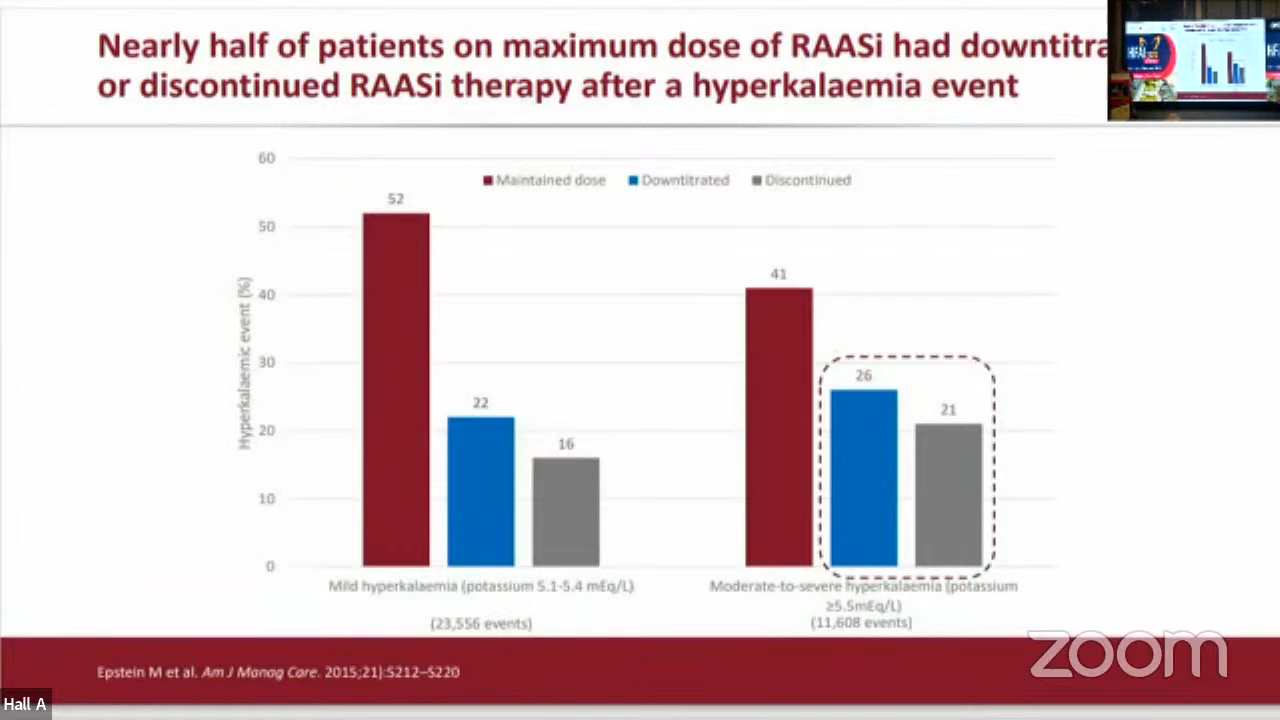 Nearly half of patients on maximum dose of RAASi had downtitra
or discontinued RAASi therapy after a hyperkalaemia event
60
Maintained dose Downtitrated Discontinued
52
50
41
40
30
26
22
21
20
16
10
0
Hyperkalaemic event (%)
Mild hyperkalaemia (potassium 5.1-5.4 mEq/L)
Moderate-to-severe hyperkalaemia (potassium
≥5.5mEq/L)
(23,556 events)
(11,608 events)
Epstein M et al. Am J Manag Care. 2015;21):S212–S220
zoom
Hall A